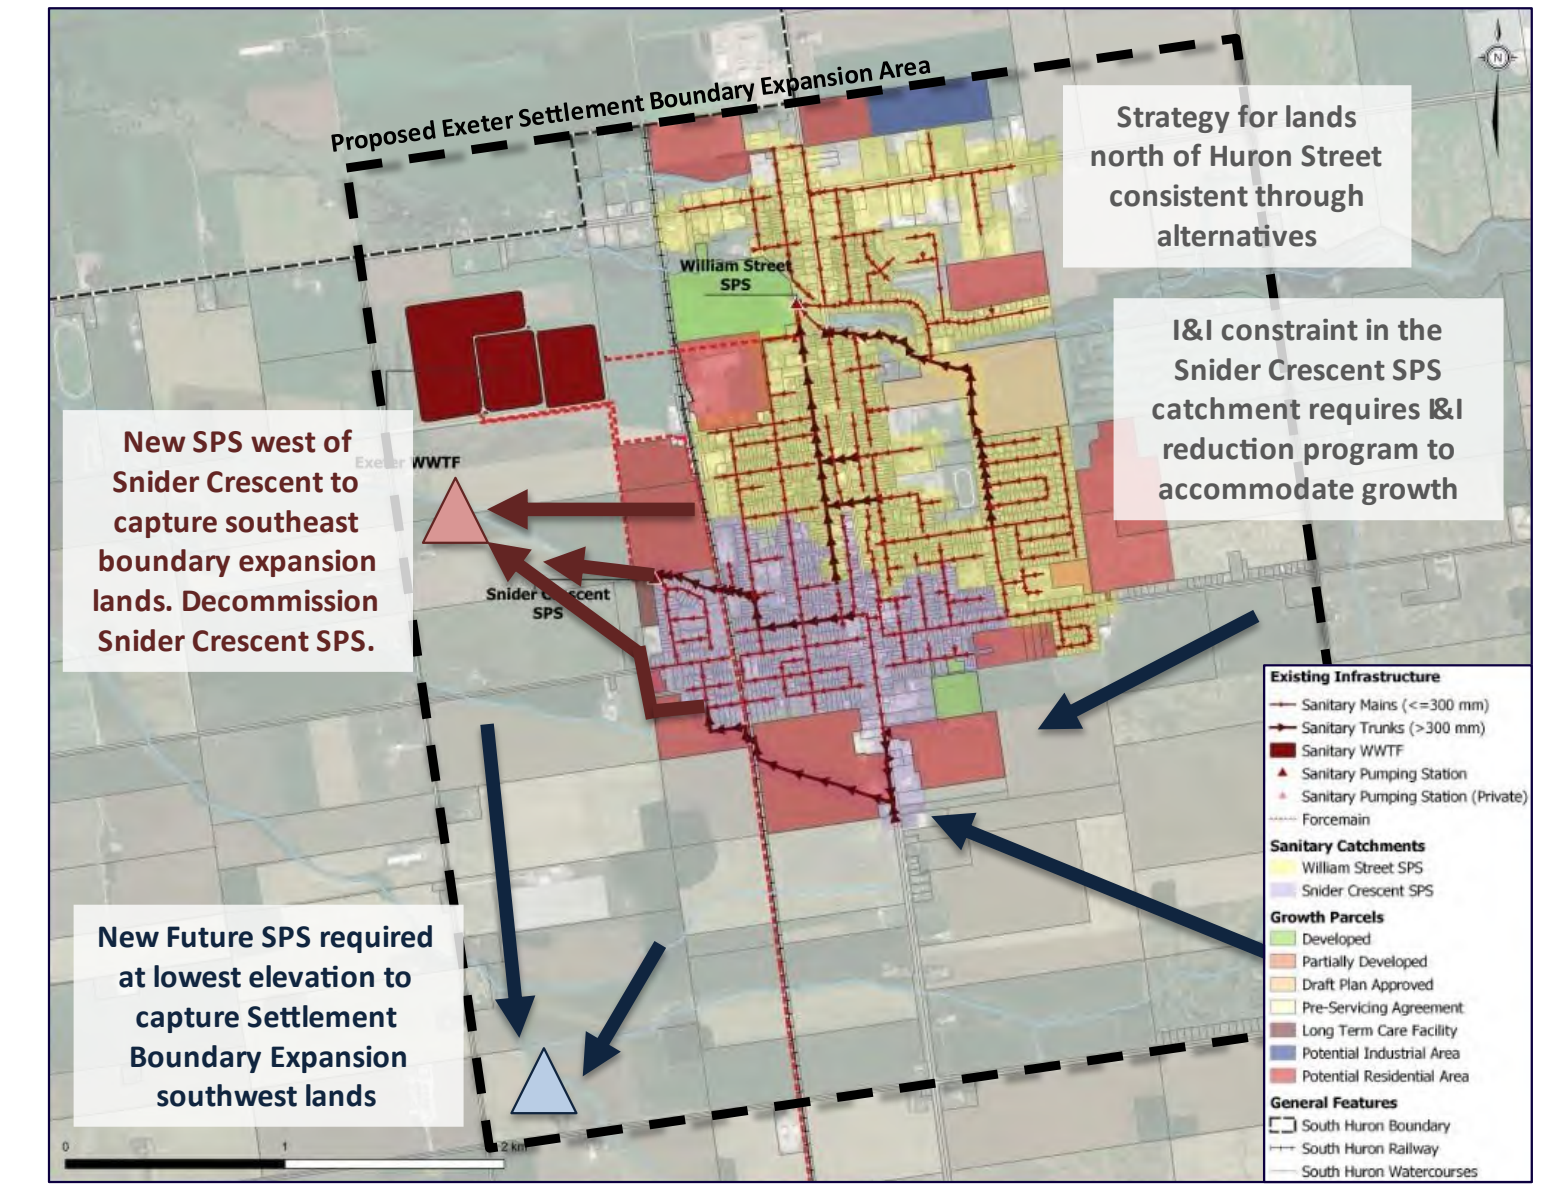 Proposed Exeter Settlement Boundary Expansion Area
N
Strategy for lands
north of Huron Street
consistent through
alternatives
William Street
SPS
I&I constraint in the
Snider Crescent SPS
catchment requires I&I
reduction program to
accommodate growth
New SPS west of
Snider Crescent to
capture southeast
boundary expansion
lands. Decommission
Snider Crescent SPS.
Exeter WWTF
Snider Crescent
SPS
New Future SPS required
at lowest elevation to
capture Settlement
Boundary Expansion
southwest lands
0 1 2 km
Existing Infrastructure
Sanitary Mains (<=300 mm)
Sanitary Trunks (>300 mm)
Sanitary WWTF
Sanitary Pumping Station
Sanitary Pumping Station (Private)
Forcemain
Sanitary Catchments
William Street SPS
Snider Crescent SPS
Growth Parcels
Developed
Partially Developed
Draft Plan Approved
Pre-Servicing Agreement
Long Term Care Facility
Potential Industrial Area
Potential Residential Area
General Features
South Huron Boundary
South Huron Railway
South Huron Watercourses